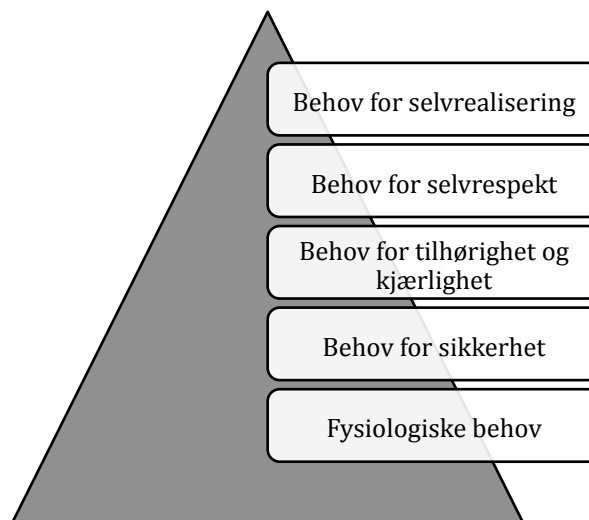 Behov for selvrealisering
Behov for selvrespekt
Behov for tilhørighet og
kjærlighet
Behov for sikkerhet
Fysiologiske behov